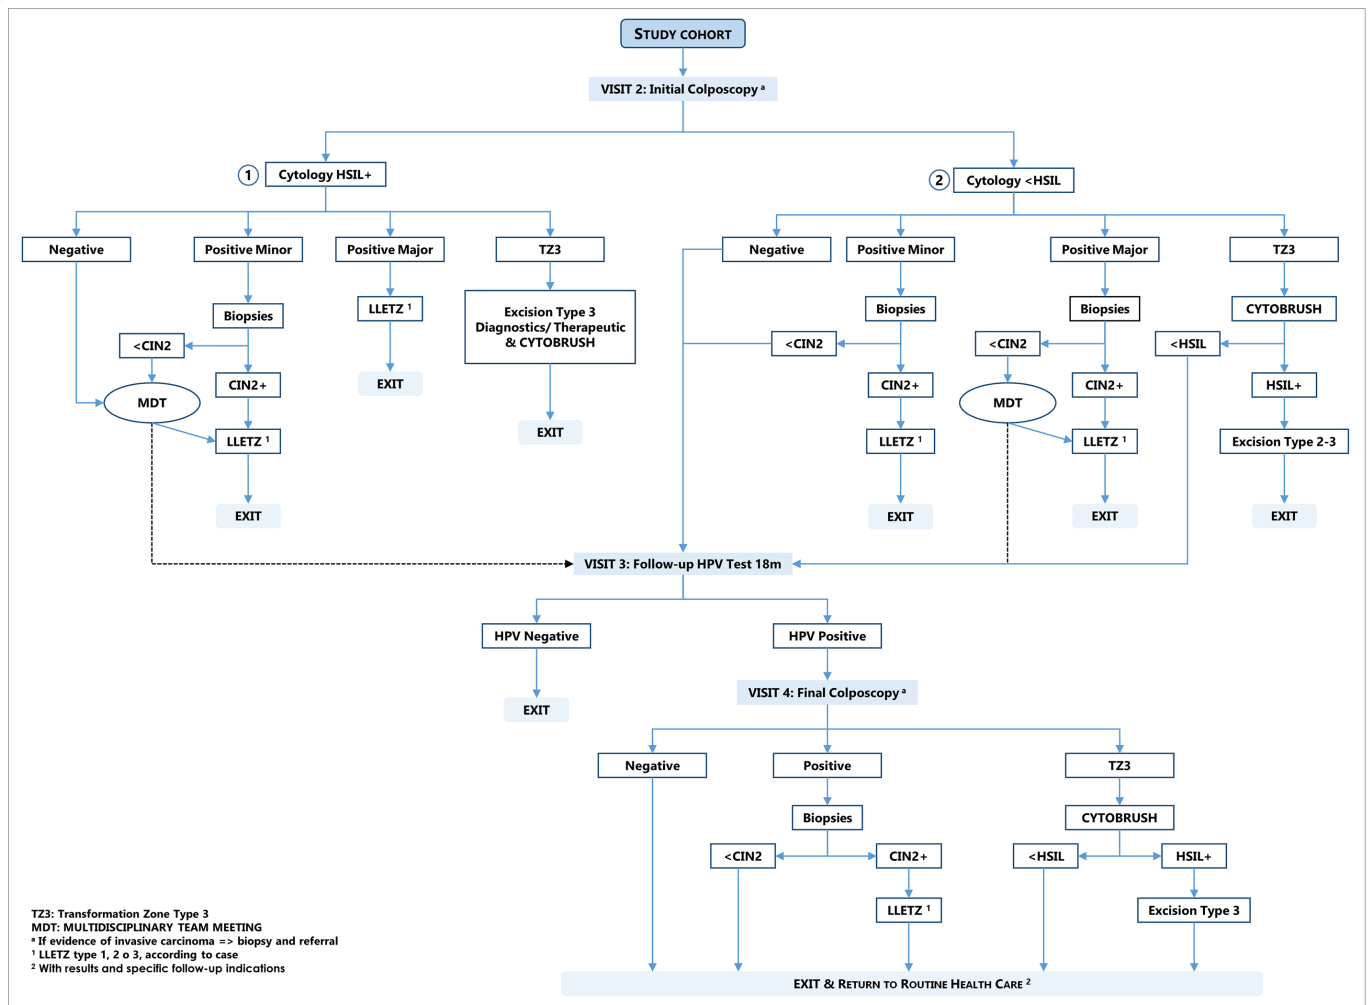 STUDY COHORT
VISIT 2: Initial Colposcopy ᵃ
1
Cytology HSIL+
2
Cytology <HSIL
Negative
Positive Minor
Positive Major
TZ3
Negative
Positive Minor
Positive Major
TZ3
Biopsies
LLETZ ¹
Excision Type 3
Diagnostics/ Therapeutic
& CYTOBRUSH
Biopsies
Biopsies
CYTOBRUSH
<CIN2
<CIN2
<CIN2
<HSIL
CIN2+
EXIT
CIN2+
CIN2+
HSIL+
MDT
MDT
LLETZ ¹
EXIT
LLETZ ¹
LLETZ ¹
Excision Type 2-3
EXIT
EXIT
EXIT
EXIT
VISIT 3: Follow-up HPV Test 18m
HPV Negative
HPV Positive
EXIT
VISIT 4: Final Colposcopy ᵃ
Negative
Positive
TZ3
Biopsies
CYTOBRUSH
<CIN2
CIN2+
<HSIL
HSIL+
LLETZ ¹
Excision Type 3
EXIT & RETURN TO ROUTINE HEALTH CARE ²
TZ3: Transformation Zone Type 3
MDT: MULTIDISCIPLINARY TEAM MEETING
ᵃ If evidence of invasive carcinoma => biopsy and referral
¹ LLETZ type 1, 2 o 3, according to case
² With results and specific follow-up indications